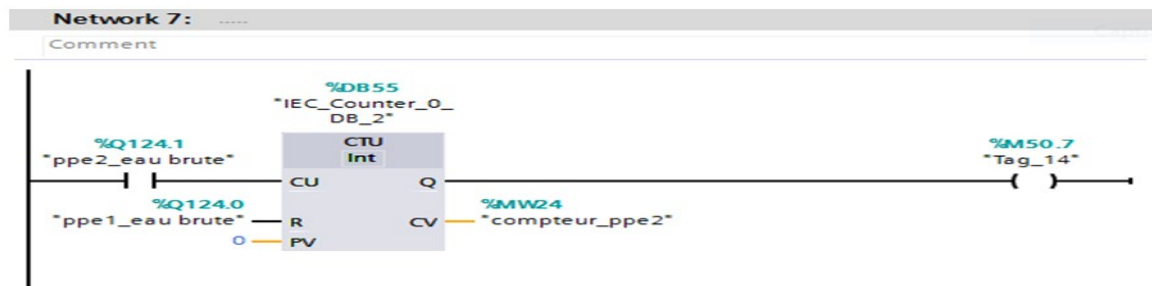 Network 7: .....
Comment
%DB55
"IEC_Counter_0_
DB_2"
%Q124.1
"ppe2_eau brute"
CTU
Int
%M50.7
"Tag_14"
CU Q
%Q124.0
"ppe1_eau brute"
R
%MW24
CV "compteur_ppe2"
0 PV